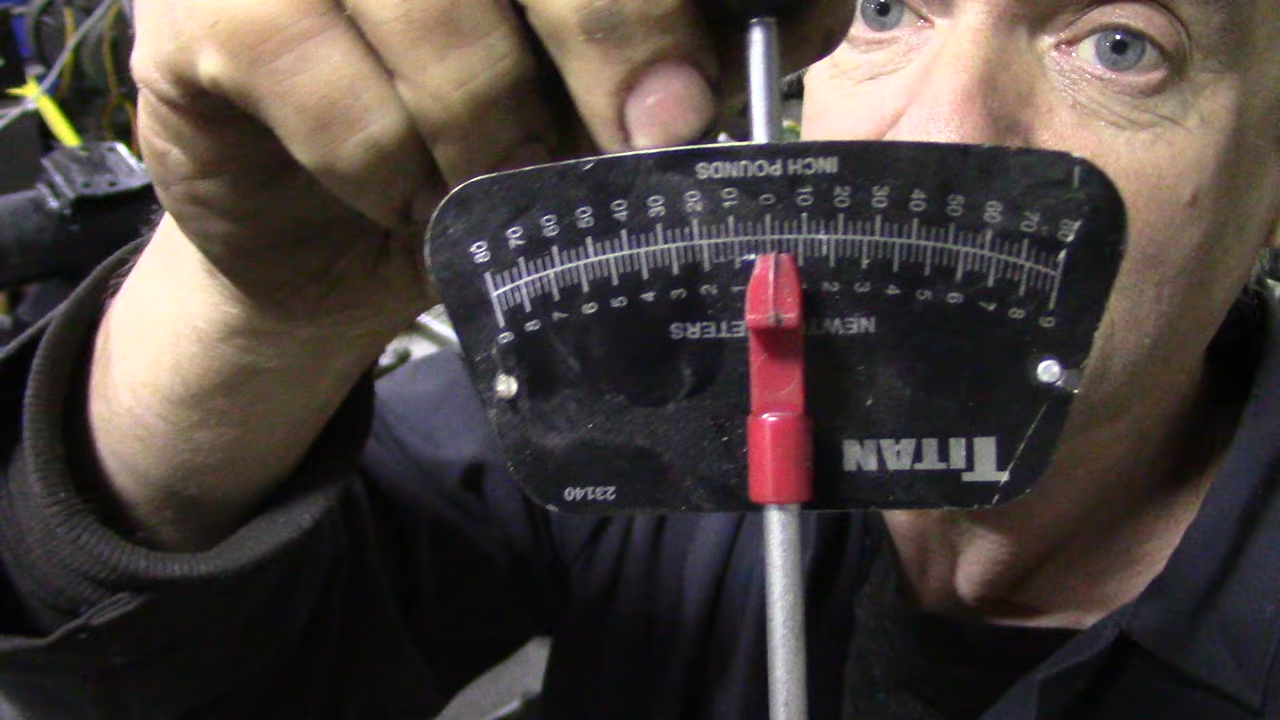 TITAN
23140
NEWT ETERS
9 8 7 6 5 4 3 2 1 1 2 3 4 5 6 7 8 9
80 70 60 50 40 30 20 10 0 10 20 30 40 50 60 70 80
INCH POUNDS